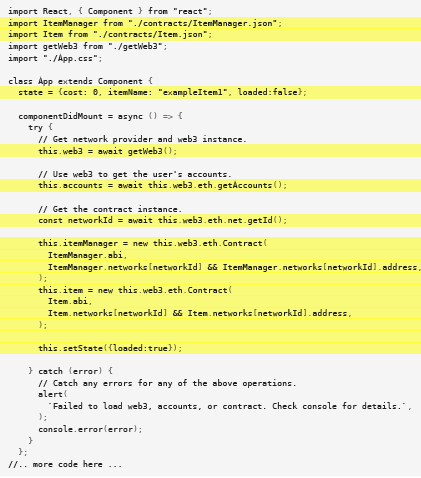 import React, { Component } from "react";
import ItemManager from "./contracts/ItemManager.json";
import Item from "./contracts/Item.json";
import getWeb3 from "./getWeb3";
import "./App.css";
class App extends Component {
state = {cost: 0, itemName: "exampleItem1", loaded:false};
componentDidMount = async () => {
try {
// Get network provider and web3 instance.
this.web3 = await getWeb3();
// Use web3 to get the user's accounts.
this.accounts = await this.web3.eth.getAccounts();
// Get the contract instance.
const networkId = await this.web3.eth.net.getId();
this.itemManager = new this.web3.eth.Contract(
ItemManager.abi,
ItemManager.networks[networkId] && ItemManager.networks[networkId].address,
);
this.item = new this.web3.eth.Contract(
Item.abi,
Item.networks[networkId] && Item.networks[networkId].address,
);
this.setState({loaded:true});
} catch (error) {
// Catch any errors for any of the above operations.
alert(
`Failed to load web3, accounts, or contract. Check console for details.`,
);
console.error(error);
}
};
//.. more code here ...